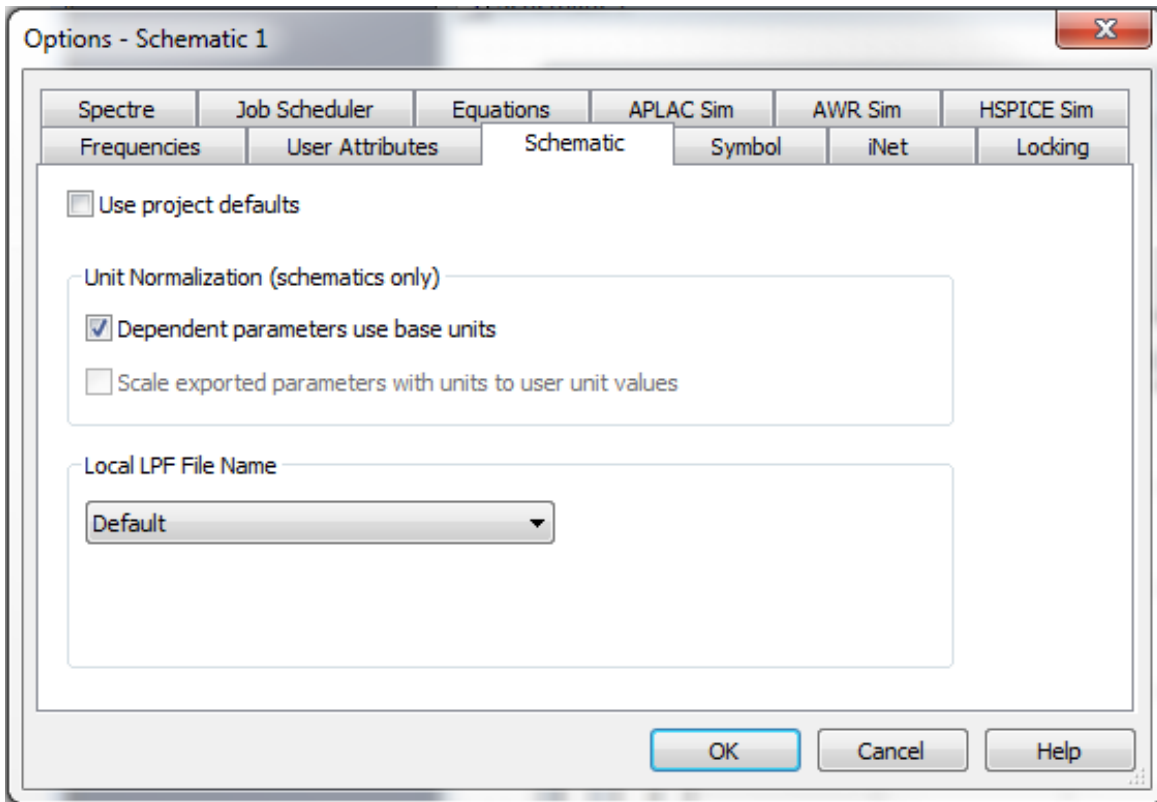 Options - Schematic 1
Spectre Job Scheduler Equations APLAC Sim AWR Sim HSPICE Sim
Frequencies User Attributes Schematic Symbol iNet Locking
Use project defaults
Unit Normalization (schematics only)
Dependent parameters use base units
Scale exported parameters with units to user unit values
Local LPF File Name
Default
OK Cancel Help